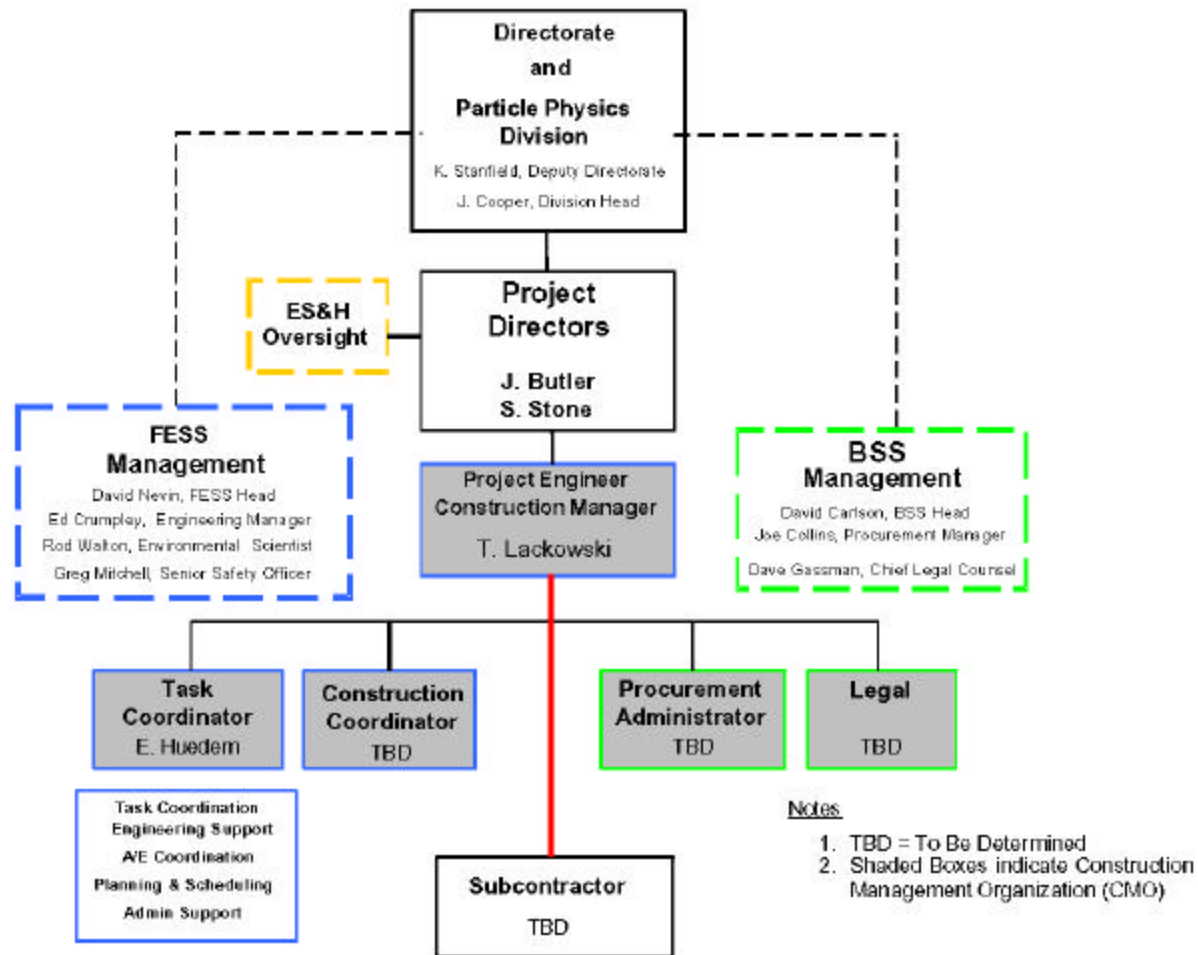 Directorate
and
Particle Physics
Division
K. Stanfield, Deputy Directorate
J. Cooper, Division Head
ES&H
Oversight
Project
Directors
J. Butler
S. Stone
FESS
Management
David Nevin, FESS Head
Ed Crumpley, Engineering Manager
Rod Walton, Environmental Scientist
Greg Mitchell, Senior Safety Officer
Project Engineer
Construction Manager
T. Lackowski
BSS
Management
David Carlson, BSS Head
Joe Collins, Procurement Manager
Dave Gassman, Chief Legal Counsel
Task
Coordinator
E. Huedem
Construction
Coordinator
TBD
Procurement
Administrator
TBD
Legal
TBD
Task Coordination
Engineering Support
A/E Coordination
Planning & Scheduling
Admin Support
Subcontractor
TBD
Notes
1. TBD = To Be Determined
2. Shaded Boxes indicate Construction
Management Organization (CMO)